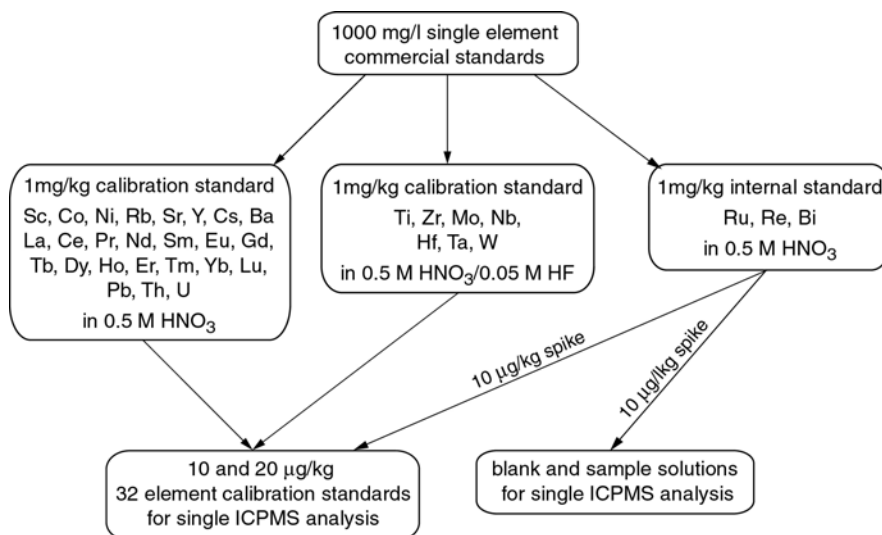 1000 mg/l single element
commercial standards
1mg/kg calibration standard
Sc, Co, Ni, Rb, Sr, Y, Cs, Ba
La, Ce, Pr, Nd, Sm, Eu, Gd,
Tb, Dy, Ho, Er, Tm, Yb, Lu,
Pb, Th, U
in 0.5 M HNO3
1mg/kg calibration standard
Ti, Zr, Mo, Nb,
Hf, Ta, W
in 0.5 M HNO3/0.05 M HF
1mg/kg internal standard
Ru, Re, Bi
in 0.5 M HNO3
10 μg/kg spike
10 μg/lkg spike
10 and 20 μg/kg
32 element calibration standards
for single ICPMS analysis
blank and sample solutions
for single ICPMS analysis